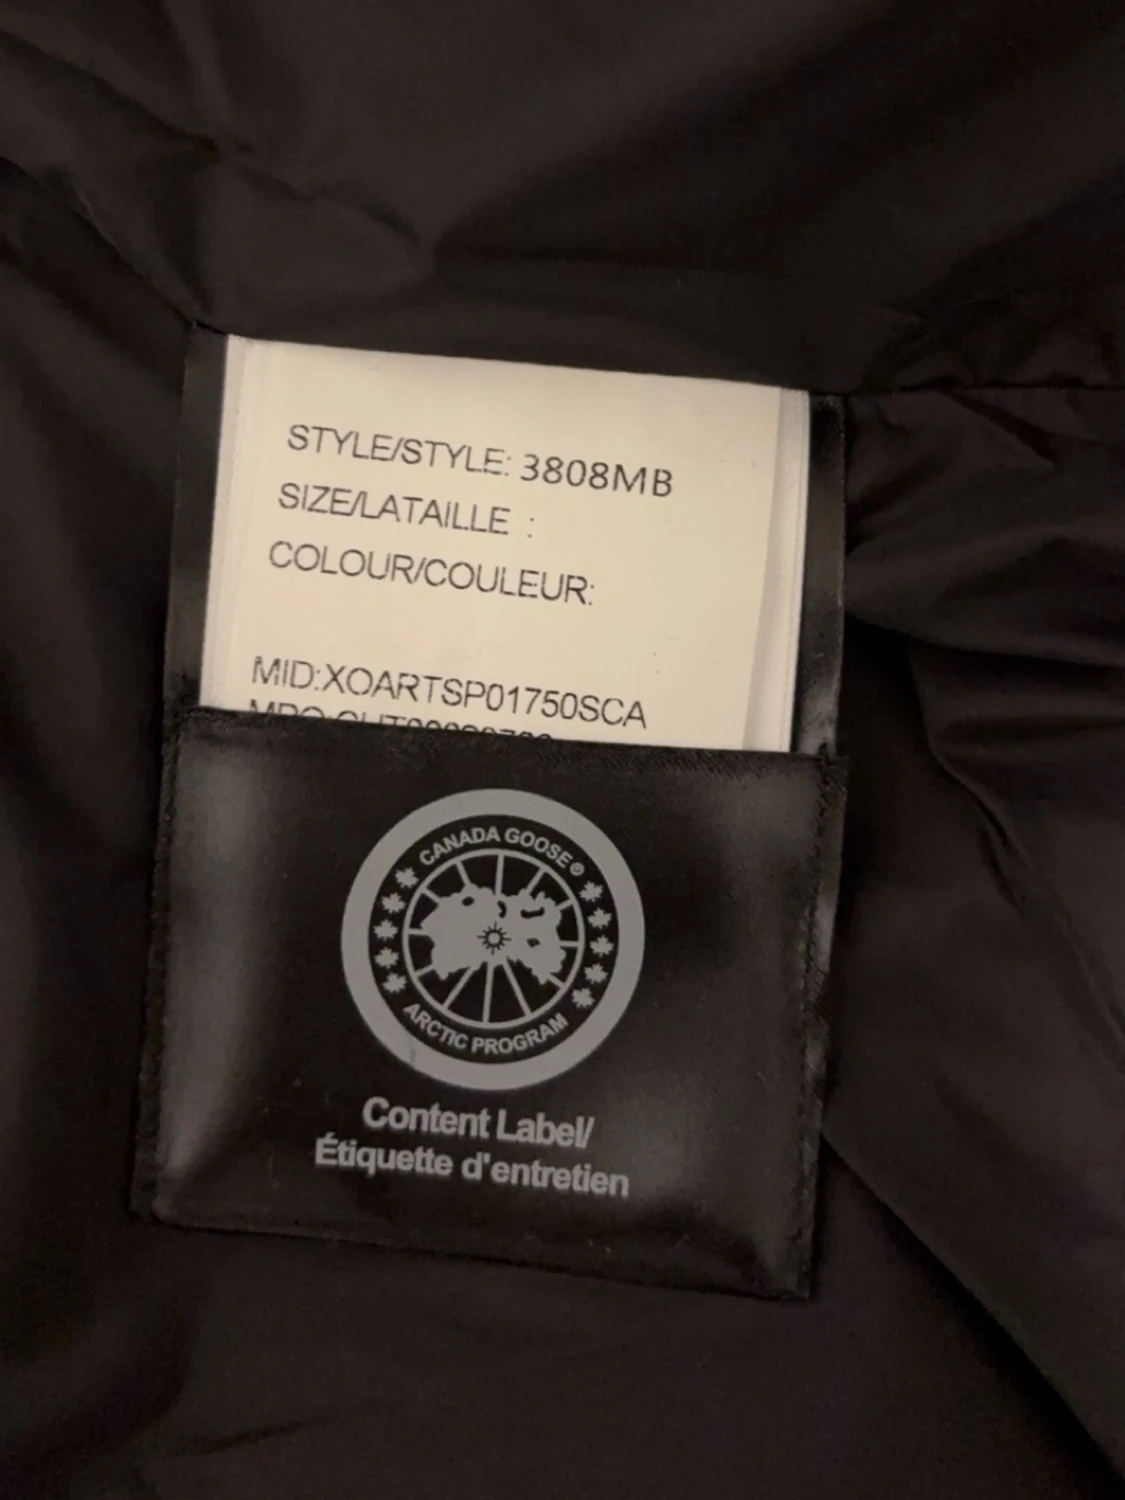 STYLE/STYLE: 3808MB
SIZE/LATAILLE :
COLOUR/COULEUR:
MID:XOARTSP01750SCA
CANADA GOOSE®
ARCTIC PROGRAM
Content Label/
Étiquette d'entretien